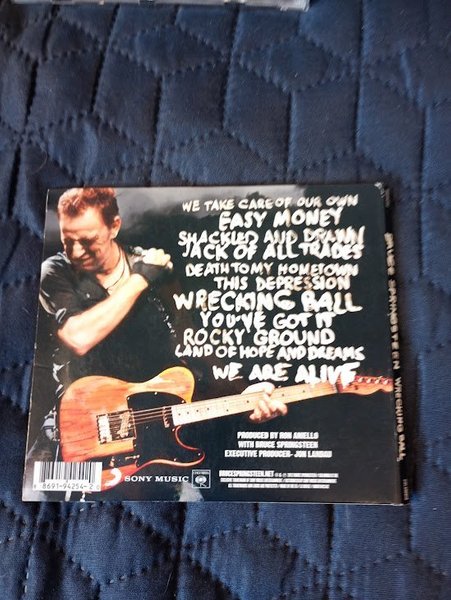 WE TAKE CARE OF OUR OWN
EASY MONEY
SHACKLED AND DRAWN
JACK OF ALL TRADES
DEATH TO MY HOMETOWN
THIS DEPRESSION
WRECKING BALL
YOU'VE GOT IT
ROCKY GROUND
LAND OF HOPE AND DREAMS
WE ARE ALIVE
PRODUCED BY RON ANIELLO
WITH BRUCE SPRINGSTEEN
EXECUTIVE PRODUCER- JON LANDAU
SONY MUSIC
BRUCE SPRINGSTEEN WRECKING BALL